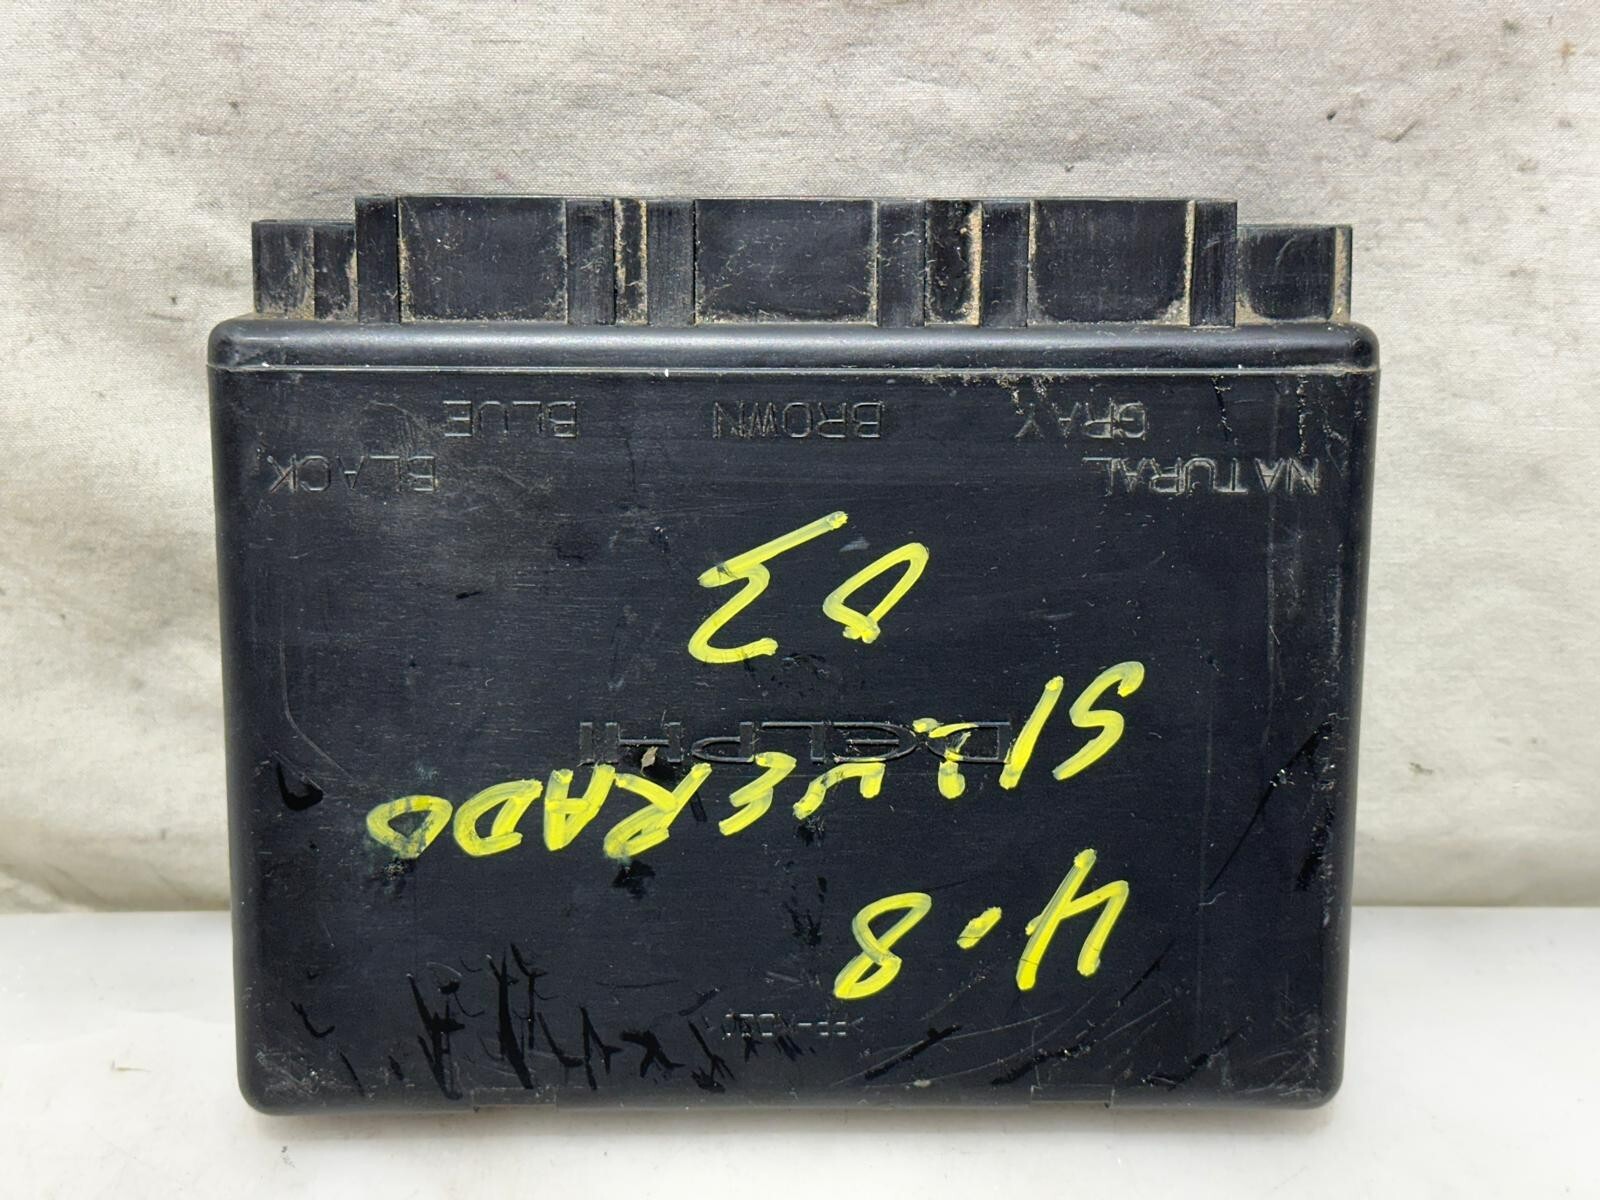 4.8
SILVERADO
DELPHI
03
NATURAL BLACK
GRAY BROWN BLUE